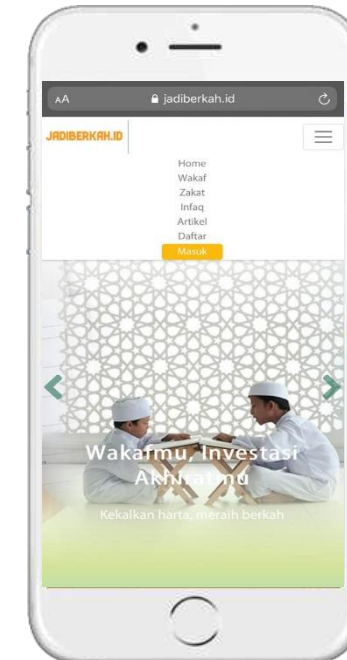 AA jadiberkah.id
JADIBERKAH.ID
Home
Wakaf
Zakat
Infaq
Artikel
Daftar
Masuk
Wakafmu, Investasi
Akhiratmu
Kekalkan harta, meraih berkah